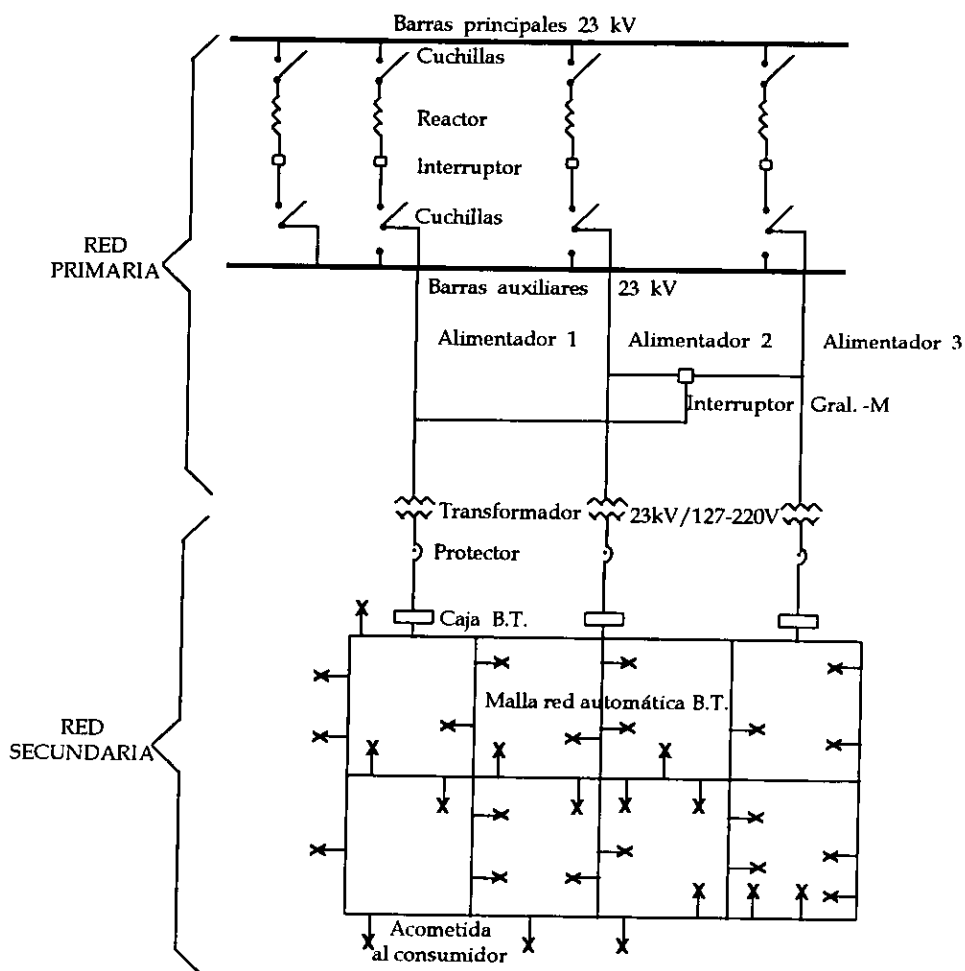 Barras principales 23 kV
Cuchillas
Reactor
Interruptor
Cuchillas
RED
PRIMARIA
Barras auxiliares 23 kV
Alimentador 1
Alimentador 2
Alimentador 3
Interruptor Gral. -M
Transformador
23kV/127-220V
Protector
Caja B.T.
Malla red automática B.T.
RED
SECUNDARIA
Acometida
al consumidor